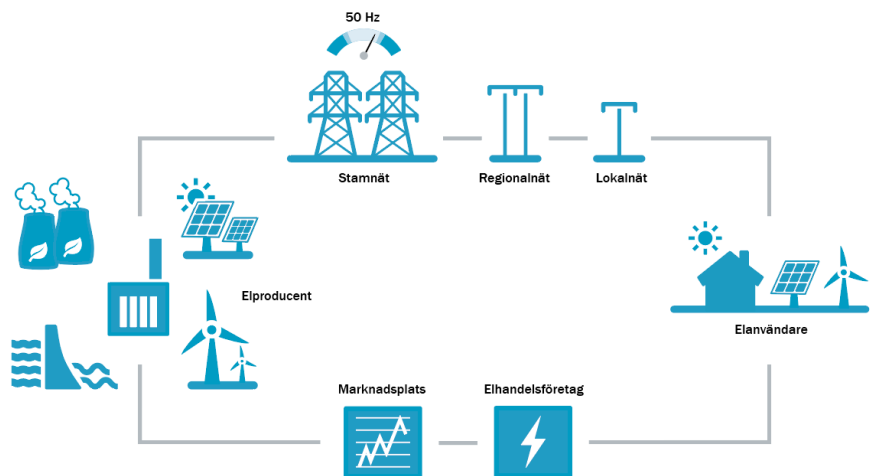 50 Hz
Stamnät
Regionalnät
Lokalnät
Elproducent
Elanvändare
Marknadsplats
Elhandelsföretag